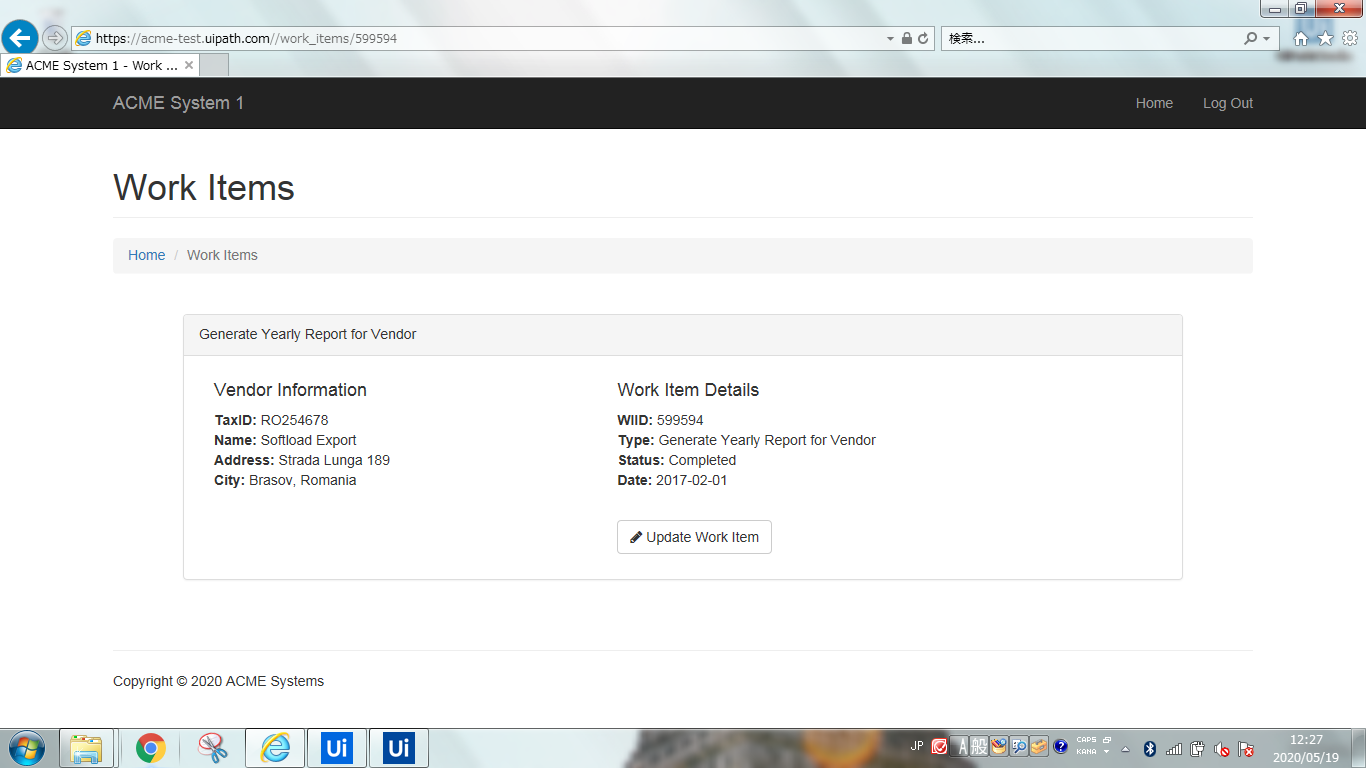 https://acme-test.uipath.com//work_items/599594
検索...
ACME System 1 - Work ...
ACME System 1
Home
Log Out
Work Items
Home / Work Items
Generate Yearly Report for Vendor
Vendor Information
TaxID: RO254678
Name: Softload Export
Address: Strada Lunga 189
City: Brasov, Romania
Work Item Details
WIID: 599594
Type: Generate Yearly Report for Vendor
Status: Completed
Date: 2017-02-01
Update Work Item
Copyright © 2020 ACME Systems
Ui
Ui
JP
A 般
CAPS
KANA
12:27
2020/05/19